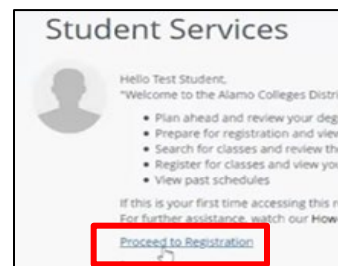 Student Services
Hello Test Student,
"Welcome to the Alamo Colleges Distri
• Plan ahead and review your deg
• Prepare for registration and view
• Search for classes and review th
• Register for classes and view you
• View past schedules
If this is your first time accessing this r
For further assistance, watch our How
Proceed to Registration